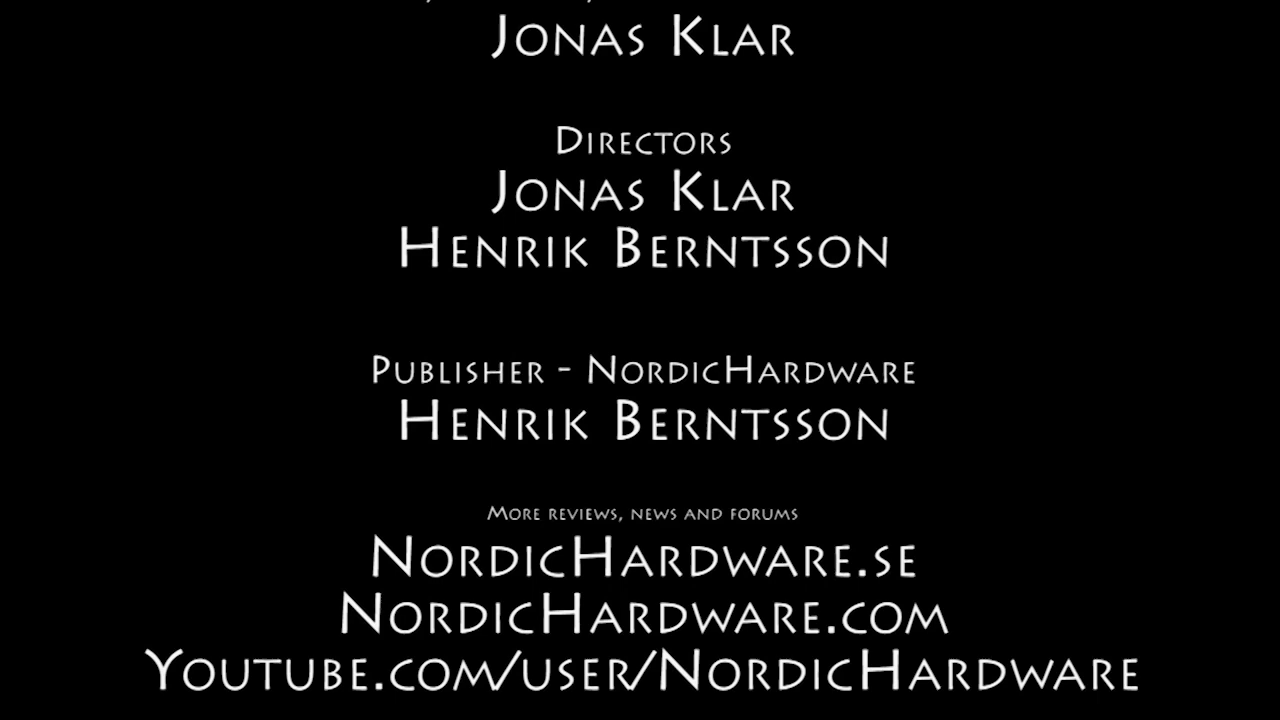 Jonas Klar
Directors
Jonas Klar
Henrik Berntsson
Publisher - NordicHardware
Henrik Berntsson
More reviews, news and forums
NordicHardware.se
NordicHardware.com
Youtube.com/user/NordicHardware